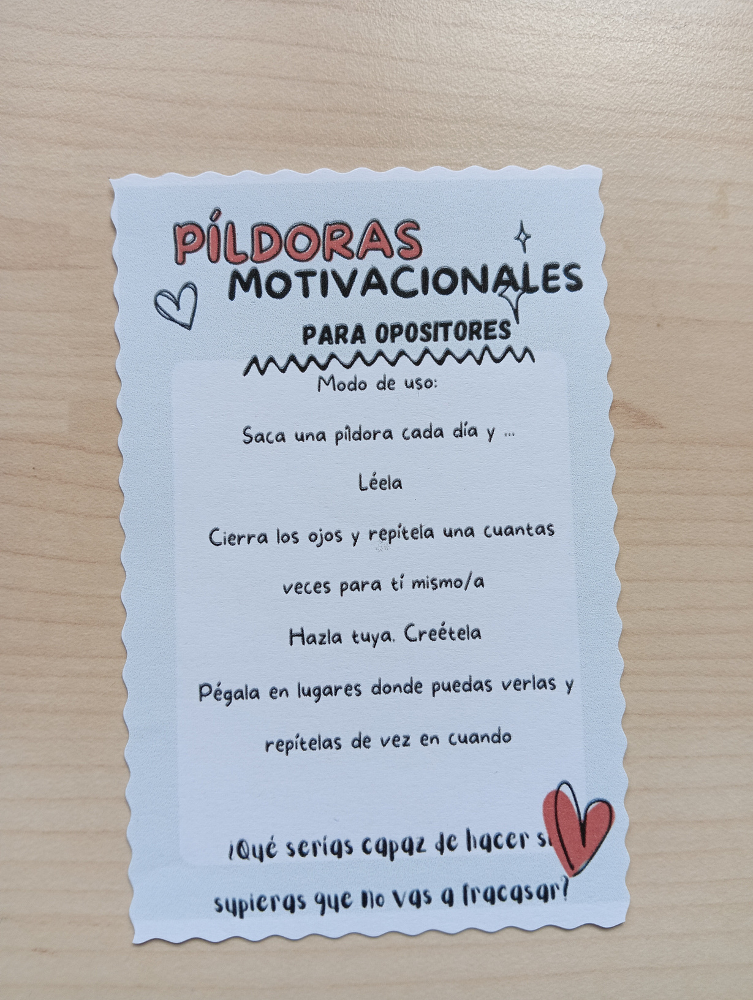 PÍLDORAS
MOTIVACIONALES
PARA OPOSITORES
Modo de uso:
Saca una píldora cada día y ...
Léela
Cierra los ojos y repítela una cuantas
veces para tí mismo/a
Hazla tuya. Creétela
Pégala en lugares donde puedas verlas y
repítelas de vez en cuando
¿Qué serías capaz de hacer si
supieras que no vas a fracasar?